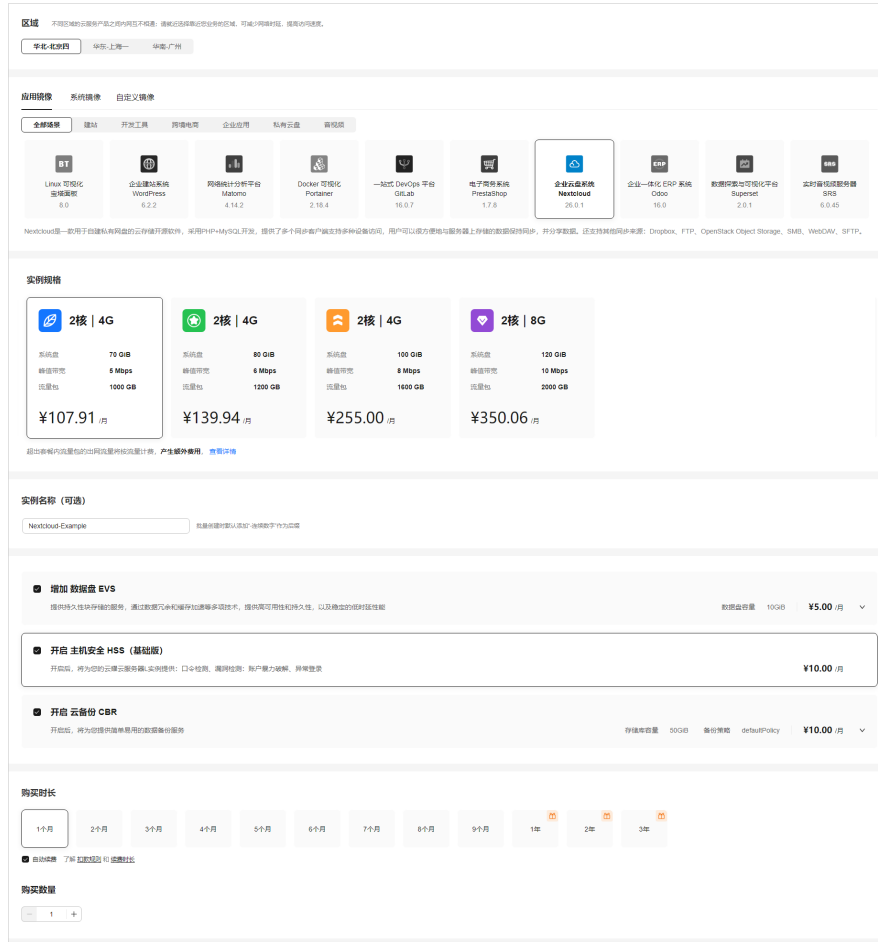 区域 不同区域的云服务产品之间内网互不相通；请就近选择靠近您业务的区域，可减少网络时延，提高访问速度。
华北-北京四 华东-上海一 华南-广州
应用镜像 系统镜像 自定义镜像
全部场景 建站 开发工具 跨境电商 企业应用 私有云盘 音视频
BT ERP SRS
Linux 可视化 企业建站系统 网络统计分析平台 Docker 可视化 一站式 DevOps 平台 电子商务系统 企业云盘系统 企业一体化 ERP 系统 数据探索与可视化平台 实时音视频服务器
宝塔面板 WordPress Matomo Portainer GitLab PrestaShop Nextcloud Odoo Superset SRS
8.0 6.2.2 4.14.2 2.18.4 16.0.7 1.7.8 26.0.1 16.0 2.0.1 6.0.45
Nextcloud是一款用于自建私有网盘的云存储开源软件，采用PHP+MySQL开发，提供了多个同步客户端支持多种设备访问，用户可以很方便地与服务器上存储的数据保持同步，并分享数据。还支持其他同步来源：Dropbox、FTP、OpenStack Object Storage、SMB、WebDAV、SFTP。
实例规格
2核 | 4G 2核 | 4G 2核 | 4G 2核 | 8G
系统盘 70 GiB 系统盘 80 GiB 系统盘 100 GiB 系统盘 120 GiB
峰值带宽 5 Mbps 峰值带宽 6 Mbps 峰值带宽 8 Mbps 峰值带宽 10 Mbps
流量包 1000 GB 流量包 1200 GB 流量包 1600 GB 流量包 2000 GB
¥107.91 /月 ¥139.94 /月 ¥255.00 /月 ¥350.06 /月
超出套餐内流量包的出网流量将按流量计费，产生额外费用。 查看详情
实例名称（可选）
Nextcloud-Example 批量创建时默认添加“-连续数字”作为后缀
增加 数据盘 EVS
提供持久性块存储的服务，通过数据冗余和缓存加速等多项技术，提供高可用性和持久性，以及稳定的低时延性能 数据盘容量 10GiB ¥5.00 /月
开启 主机安全 HSS（基础版）
开启后，将为您的云耀云服务器L实例提供：口令检测、漏洞检测；账户暴力破解、异常登录 ¥10.00 /月
开启 云备份 CBR
开启后，将为您提供简单易用的数据备份服务 存储库容量 50GiB 备份策略 defaultPolicy ¥10.00 /月
购买时长
1个月 2个月 3个月 4个月 5个月 6个月 7个月 8个月 9个月 1年 2年 3年
自动续费 了解 扣款规则 和 续费时长
购买数量
− 1 +